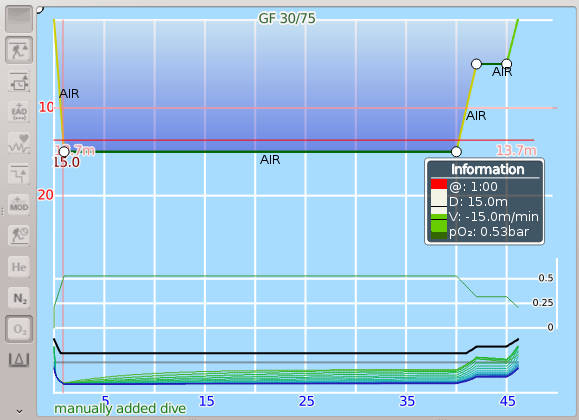 GF 30/75
AIR
AIR
10
AIR
13.7m
15.0
AIR
13.7m
Information
@: 1:00
D: 15.0m
V: -15.0m/min
pO₂: 0.53bar
20
EAD
MOD
He
N₂
O₂
0.5
0.25
0
5
15
25
35
45
manually added dive